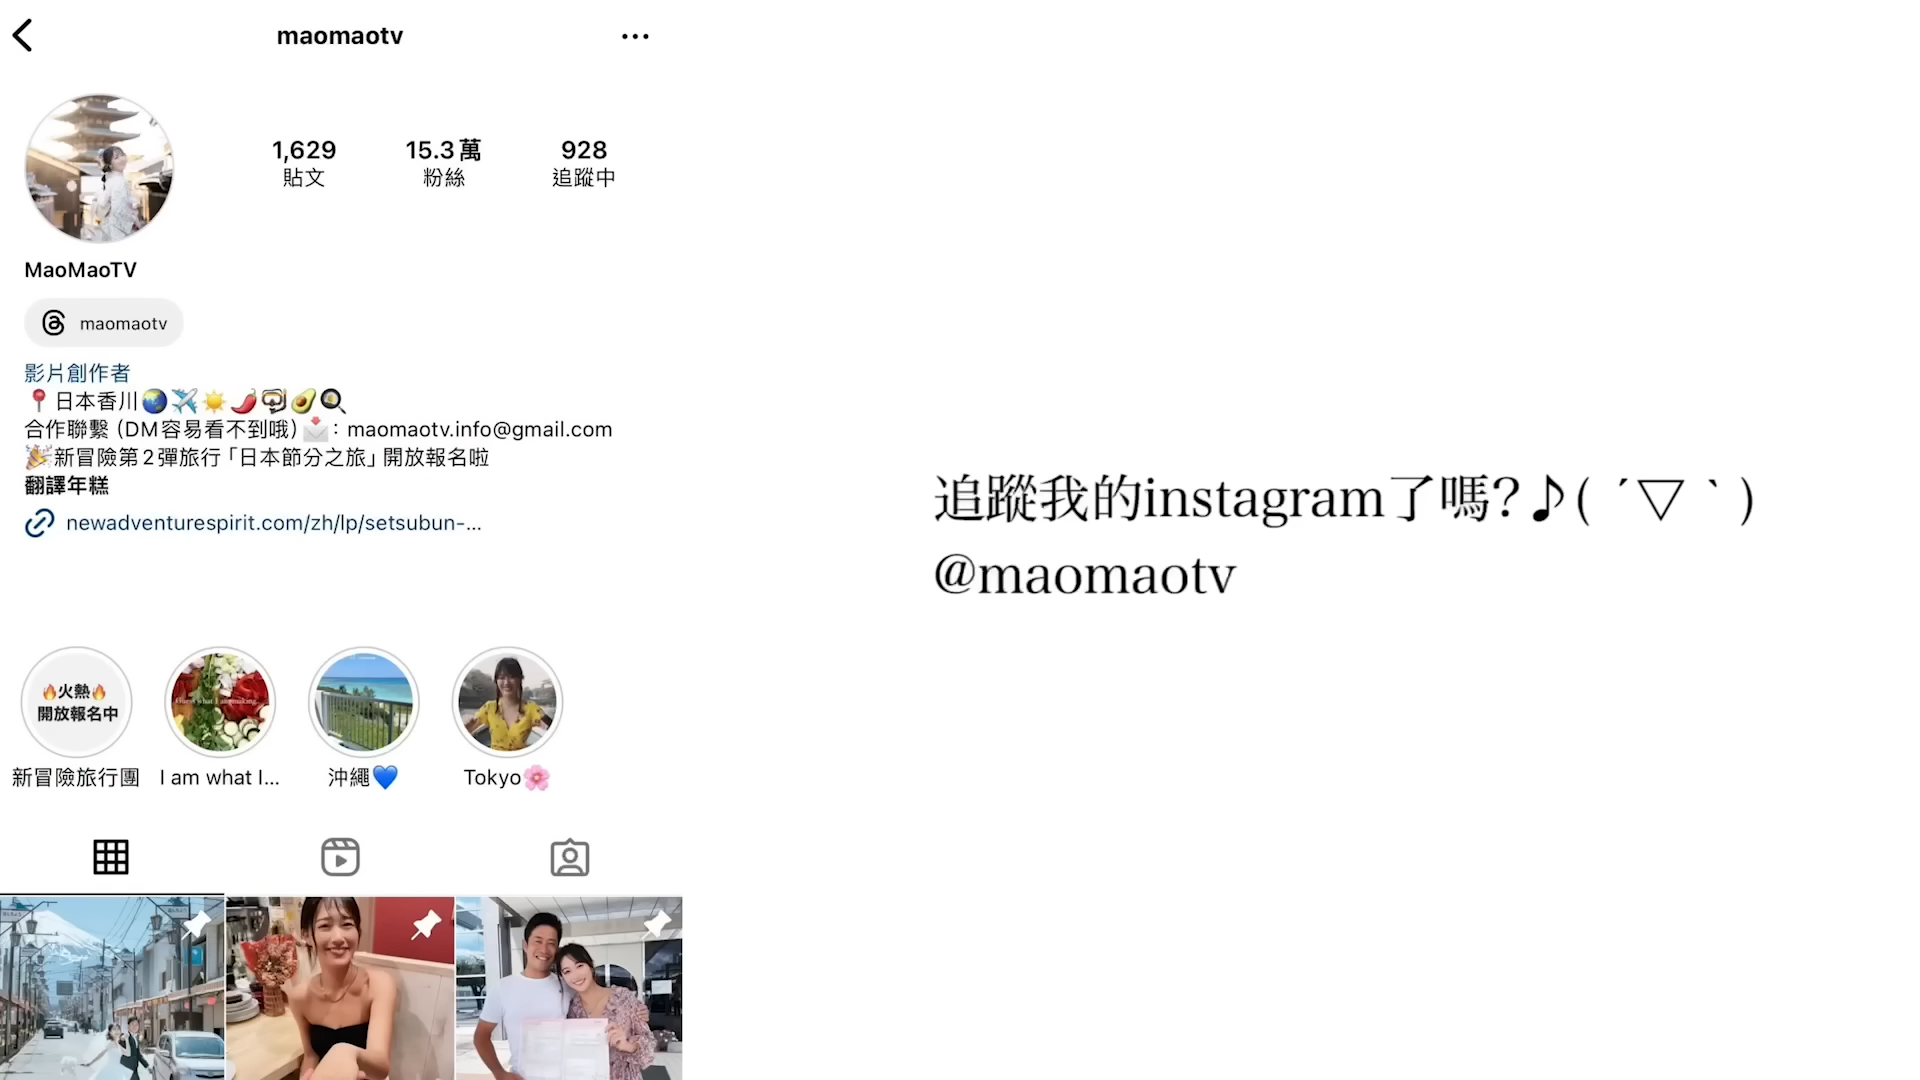 maomaotv
1,629
貼文
15.3萬
粉絲
928
追蹤中
MaoMaoTV
maomaotv
影片創作者
📍日本香川🌏✈️☀️🌶️🤿🥑🍳
合作聯繫（DM容易看不到哦）📩：maomaotv.info@gmail.com
🎉新冒險第2彈旅行「日本節分之旅」開放報名啦
翻譯年糕
newadventurespirit.com/zh/lp/setsubun-...
追蹤我的instagram了嗎？♪( ´▽｀)
@maomaotv
🔥火熱🔥
開放報名中
新冒險旅行團
I am what I...
沖繩💙
Tokyo🌸